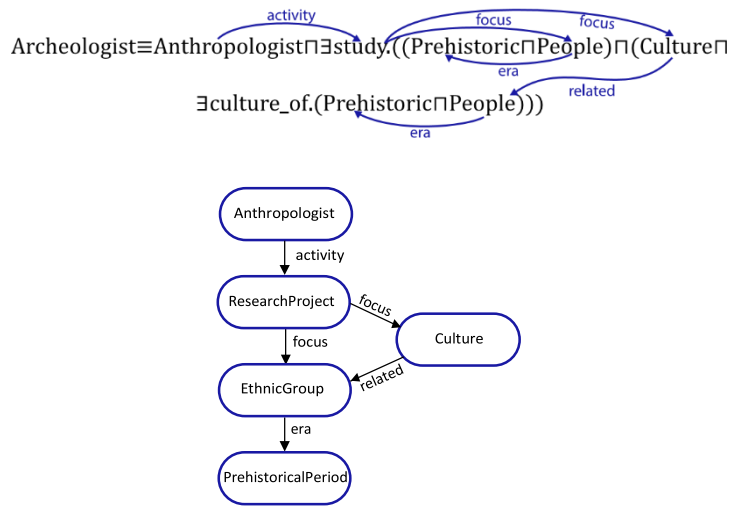 activity
focus
focus
Archeologist≡Anthropologist⊓∃study.((Prehistoric⊓People)⊓(Culture⊓
era
related
∃culture_of.(Prehistoric⊓People)))
era
Anthropologist
activity
ResearchProject
focus
focus
Culture
related
EthnicGroup
era
PrehistoricalPeriod